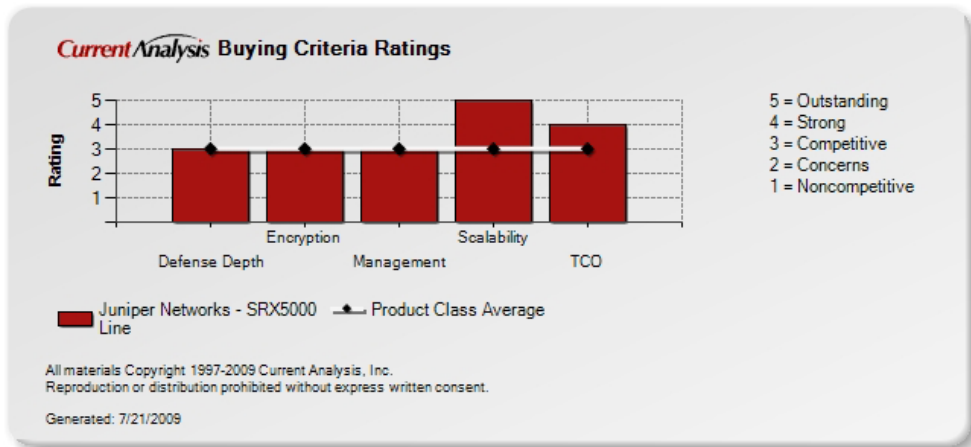 Current Analysis Buying Criteria Ratings
Rating
5
4
3
2
1
Encryption
Scalability
Defense Depth
Management
TCO
5 = Outstanding
4 = Strong
3 = Competitive
2 = Concerns
1 = Noncompetitive
Juniper Networks - SRX5000
Line
Product Class Average
All materials Copyright 1997-2009 Current Analysis, Inc.
Reproduction or distribution prohibited without express written consent.
Generated: 7/21/2009